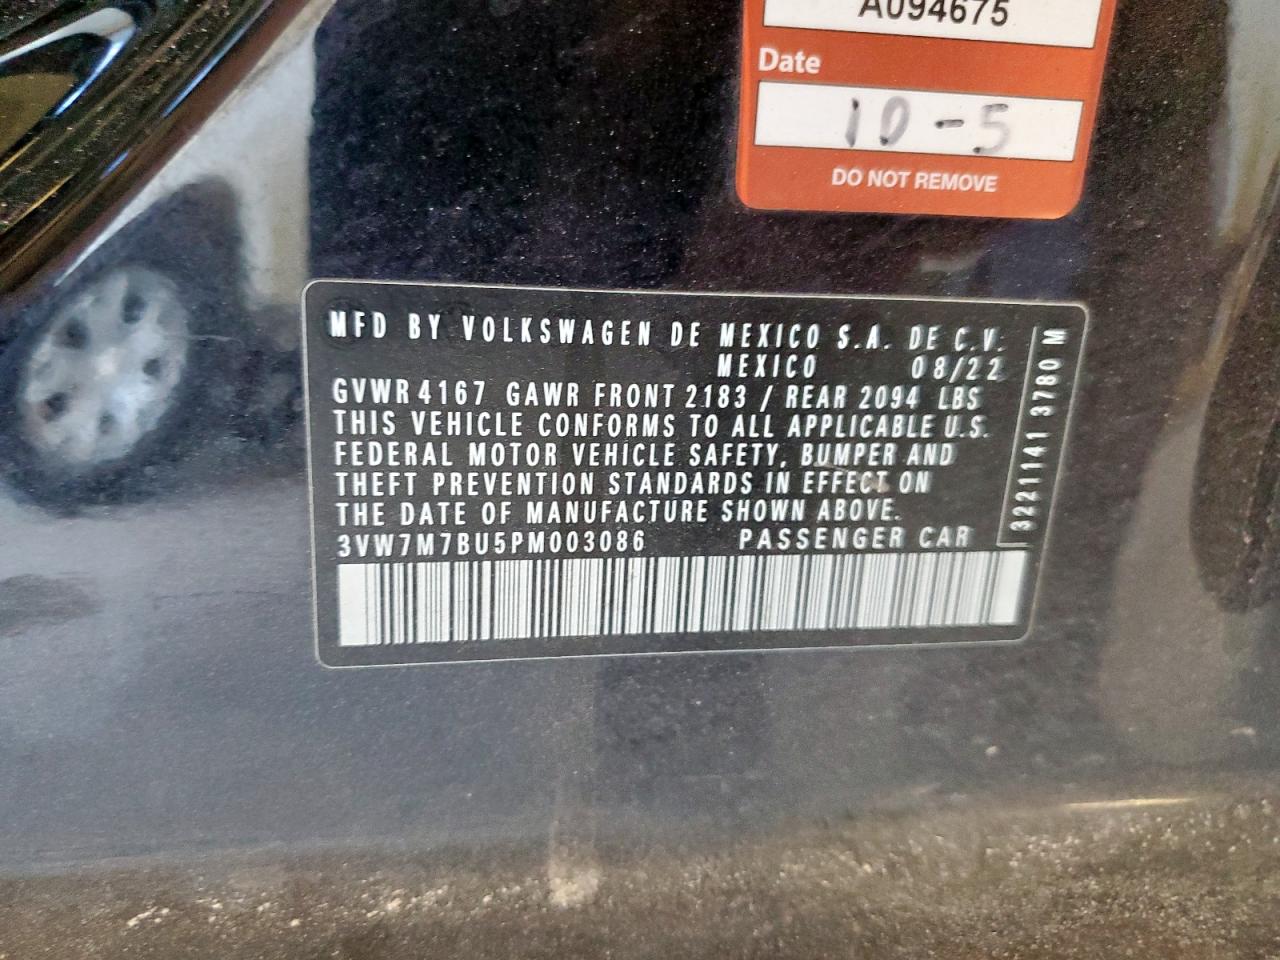 A094675
Date
10-5
DO NOT REMOVE
MFD BY VOLKSWAGEN DE MEXICO S.A. DE C.V.
MEXICO 08/22
GVWR 4167 GAWR FRONT 2183 / REAR 2094 LBS
THIS VEHICLE CONFORMS TO ALL APPLICABLE U.S.
FEDERAL MOTOR VEHICLE SAFETY, BUMPER AND
THEFT PREVENTION STANDARDS IN EFFECT ON
THE DATE OF MANUFACTURE SHOWN ABOVE.
3VW7M7BU5PM003086 PASSENGER CAR
3221141 3780 M